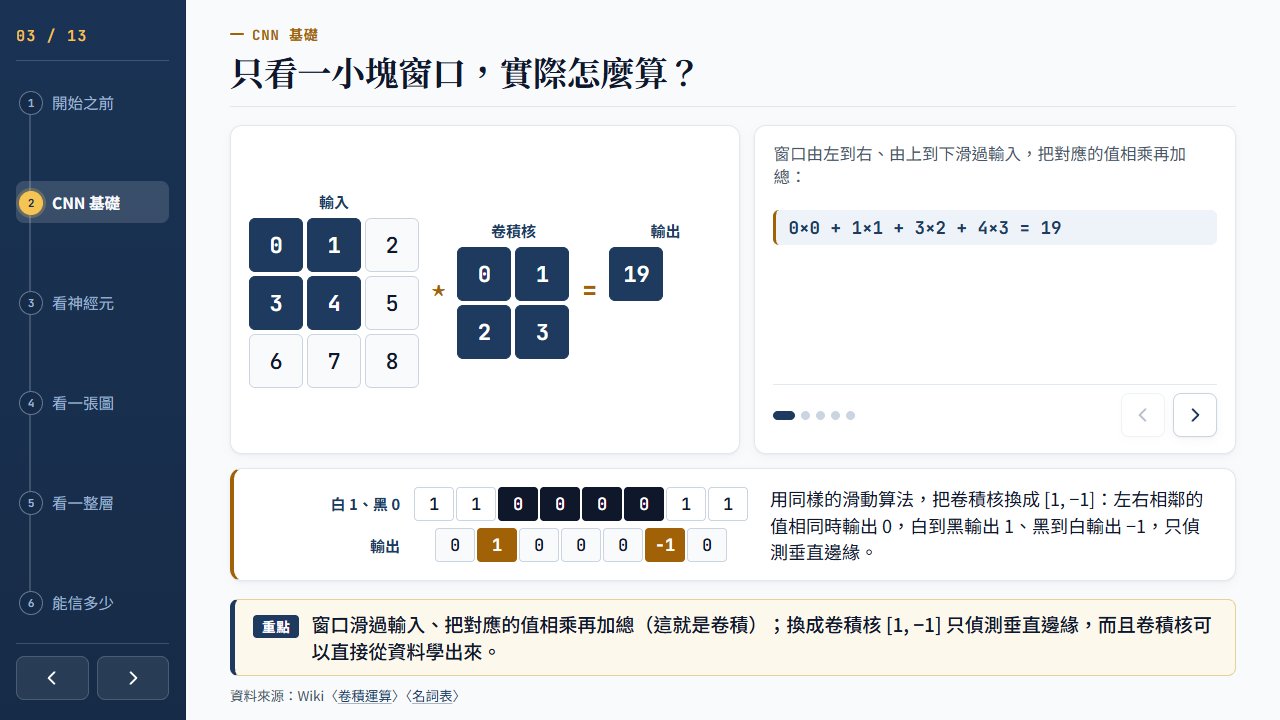 03 / 13
1 開始之前
2 CNN 基礎
3 看神經元
4 看一張圖
5 看一整層
6 能信多少
CNN 基礎
只看一小塊窗口，實際怎麼算？
輸入
0 1 2
3 4 5
6 7 8
★
卷積核
0 1
2 3
=
輸出
19
窗口由左到右、由上到下滑過輸入，把對應的值相乘再加
總：
0×0 + 1×1 + 3×2 + 4×3 = 19
白 1、黑 0 1 1 0 0 0 0 1 1
輸出 0 1 0 0 0 -1 0
用同樣的滑動算法，把卷積核換成 [1, −1]：左右相鄰的
值相同時輸出 0，白到黑輸出 1、黑到白輸出 −1，只偵
測垂直邊緣。
重點 窗口滑過輸入、把對應的值相乘再加總（這就是卷積）；換成卷積核 [1, −1] 只偵測垂直邊緣，而且卷積核可
以直接從資料學出來。
資料來源：Wiki〈卷積運算〉〈名詞表〉